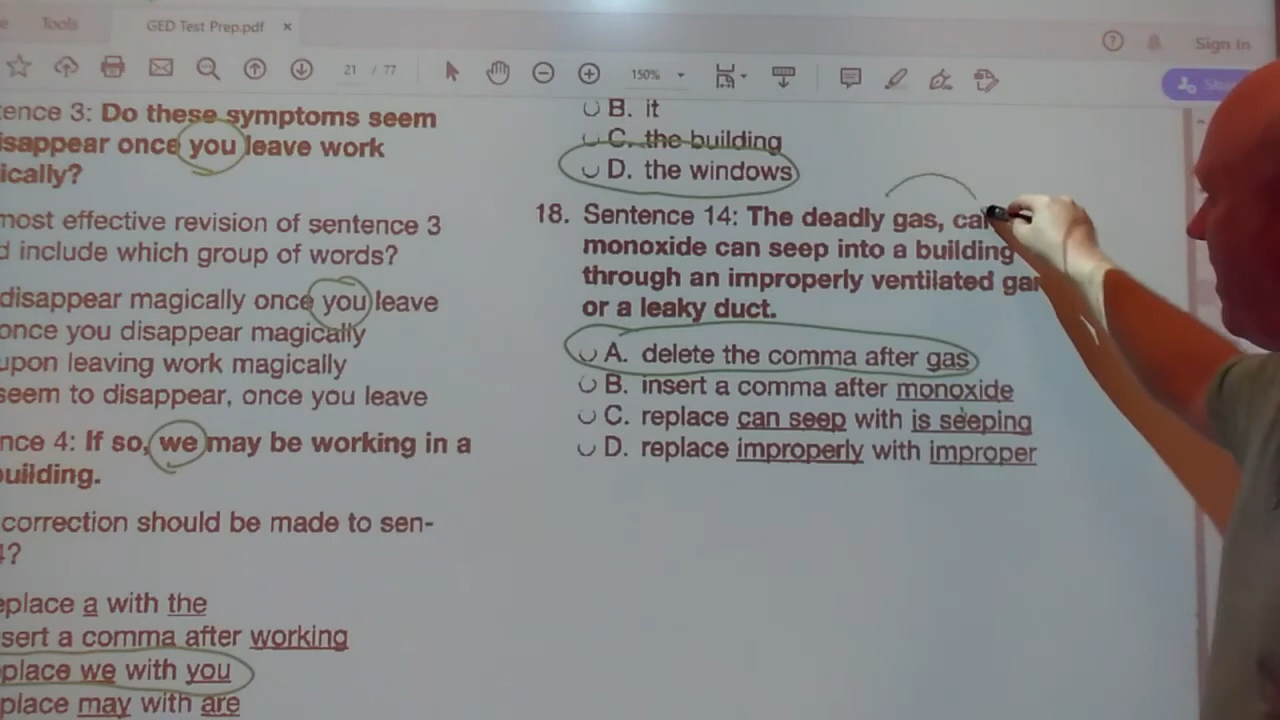 Tools
GED Test Prep.pdf ×
Sign In
21 / 77
150%
tence 3: Do these symptoms seem
isappear once you leave work
ically?
most effective revision of sentence 3
d include which group of words?
disappear magically once you leave
once you disappear magically
upon leaving work magically
seem to disappear, once you leave
nce 4: If so, we may be working in a
building.
correction should be made to sen-
4?
eplace a with the
nsert a comma after working
eplace we with you
place may with are
B. it
C. the building
D. the windows
18. Sentence 14: The deadly gas, ca
monoxide can seep into a building
through an improperly ventilated ga
or a leaky duct.
A. delete the comma after gas
B. insert a comma after monoxide
C. replace can seep with is seeping
D. replace improperly with improper